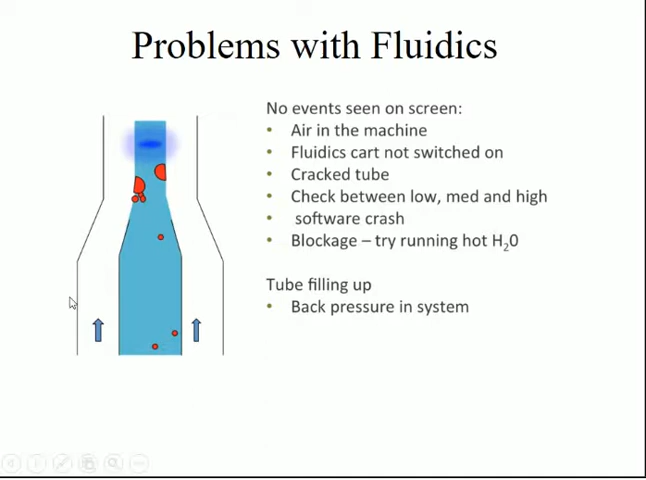 Problems with Fluidics
No events seen on screen:
• Air in the machine
• Fluidics cart not switched on
• Cracked tube
• Check between low, med and high
• software crash
• Blockage – try running hot H₂0
Tube filling up
• Back pressure in system